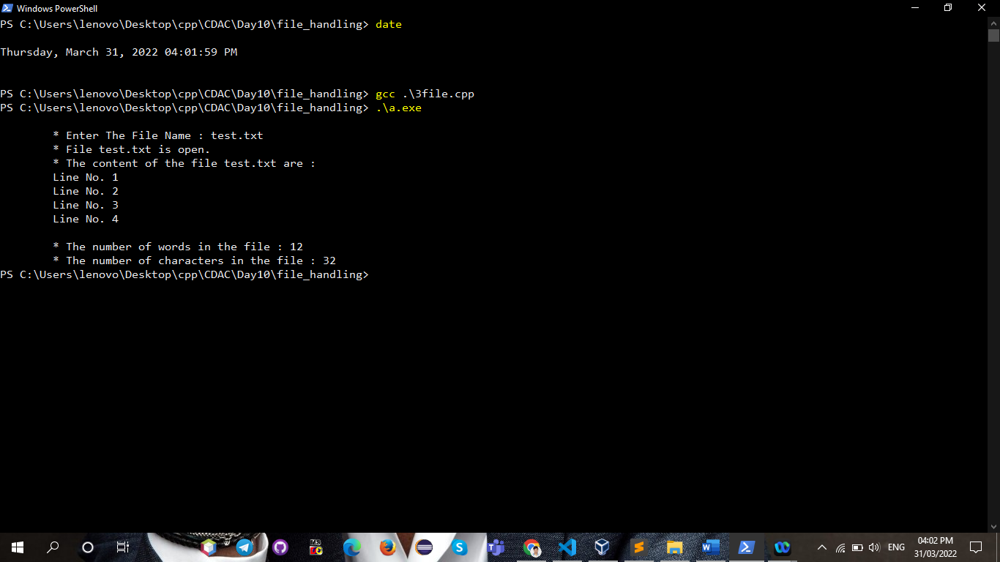 Windows PowerShell
PS C:\Users\lenovo\Desktop\cpp\CDAC\Day10\file_handling> date
Thursday, March 31, 2022 04:01:59 PM
PS C:\Users\lenovo\Desktop\cpp\CDAC\Day10\file_handling> gcc .\3file.cpp
PS C:\Users\lenovo\Desktop\cpp\CDAC\Day10\file_handling> .\a.exe
* Enter The File Name : test.txt
* File test.txt is open.
* The content of the file test.txt are :
Line No. 1
Line No. 2
Line No. 3
Line No. 4
* The number of words in the file : 12
* The number of characters in the file : 32
PS C:\Users\lenovo\Desktop\cpp\CDAC\Day10\file_handling>
ENG
04:02 PM
31/03/2022